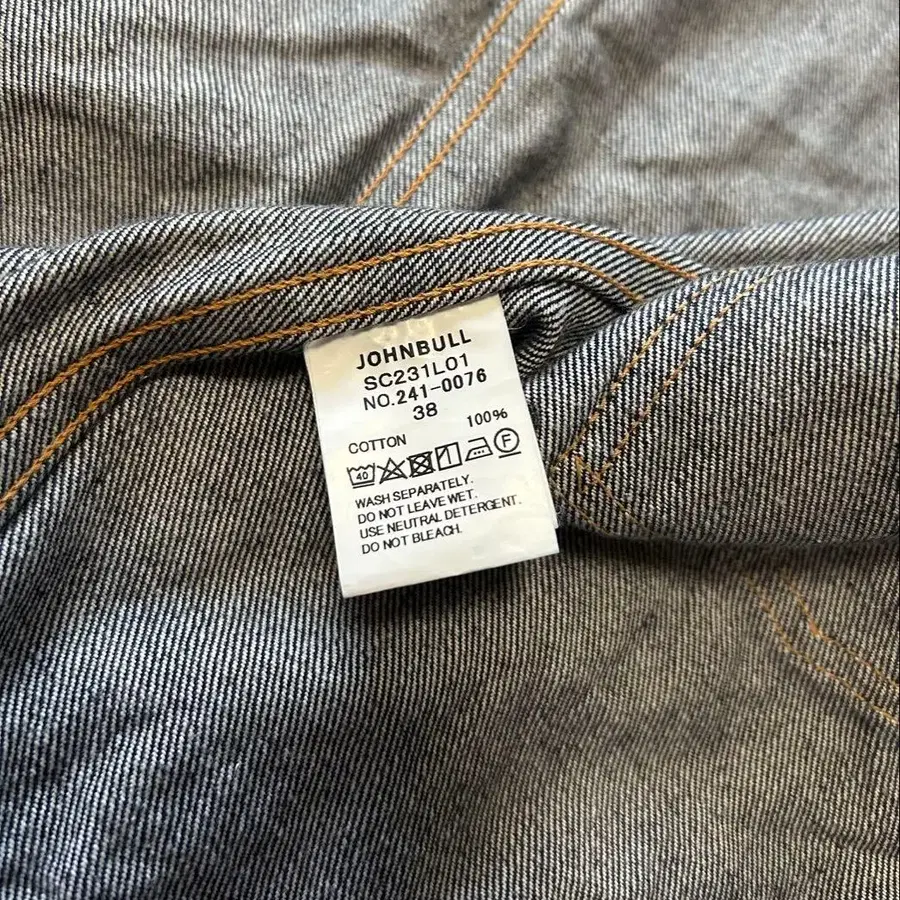 JOHNBULL
SC231L01
NO.241-0076
38
COTTON 100%
40 F
WASH SEPARATELY.
DO NOT LEAVE WET.
USE NEUTRAL DETERGENT.
DO NOT BLEACH.